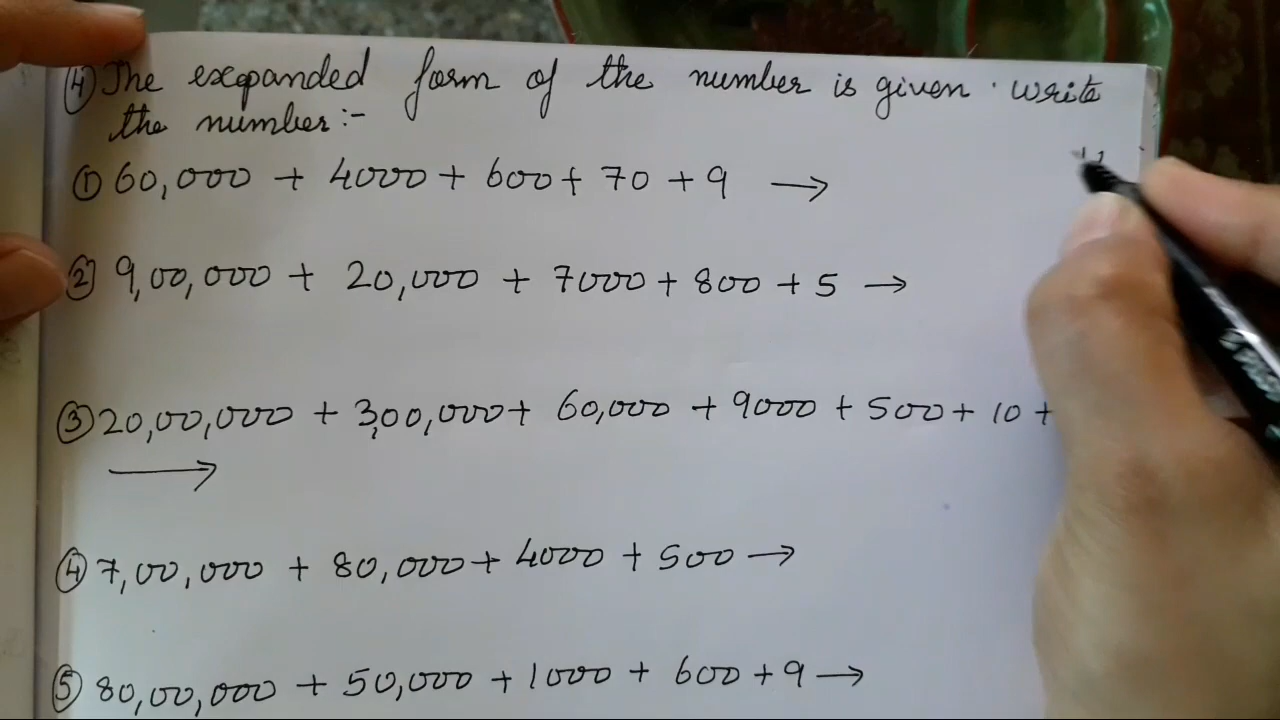 ④ The expanded form of the number is given. write
the number:-
① 60,000 + 4000 + 600 + 70 + 9 →
② 9,00,000 + 20,000 + 7000 + 800 + 5 →
③ 20,00,000 + 3,00,000 + 60,000 + 9000 + 500 + 10 +
→
④ 7,00,000 + 80,000 + 4000 + 500 →
⑤ 80,00,000 + 50,000 + 1000 + 600 + 9 →